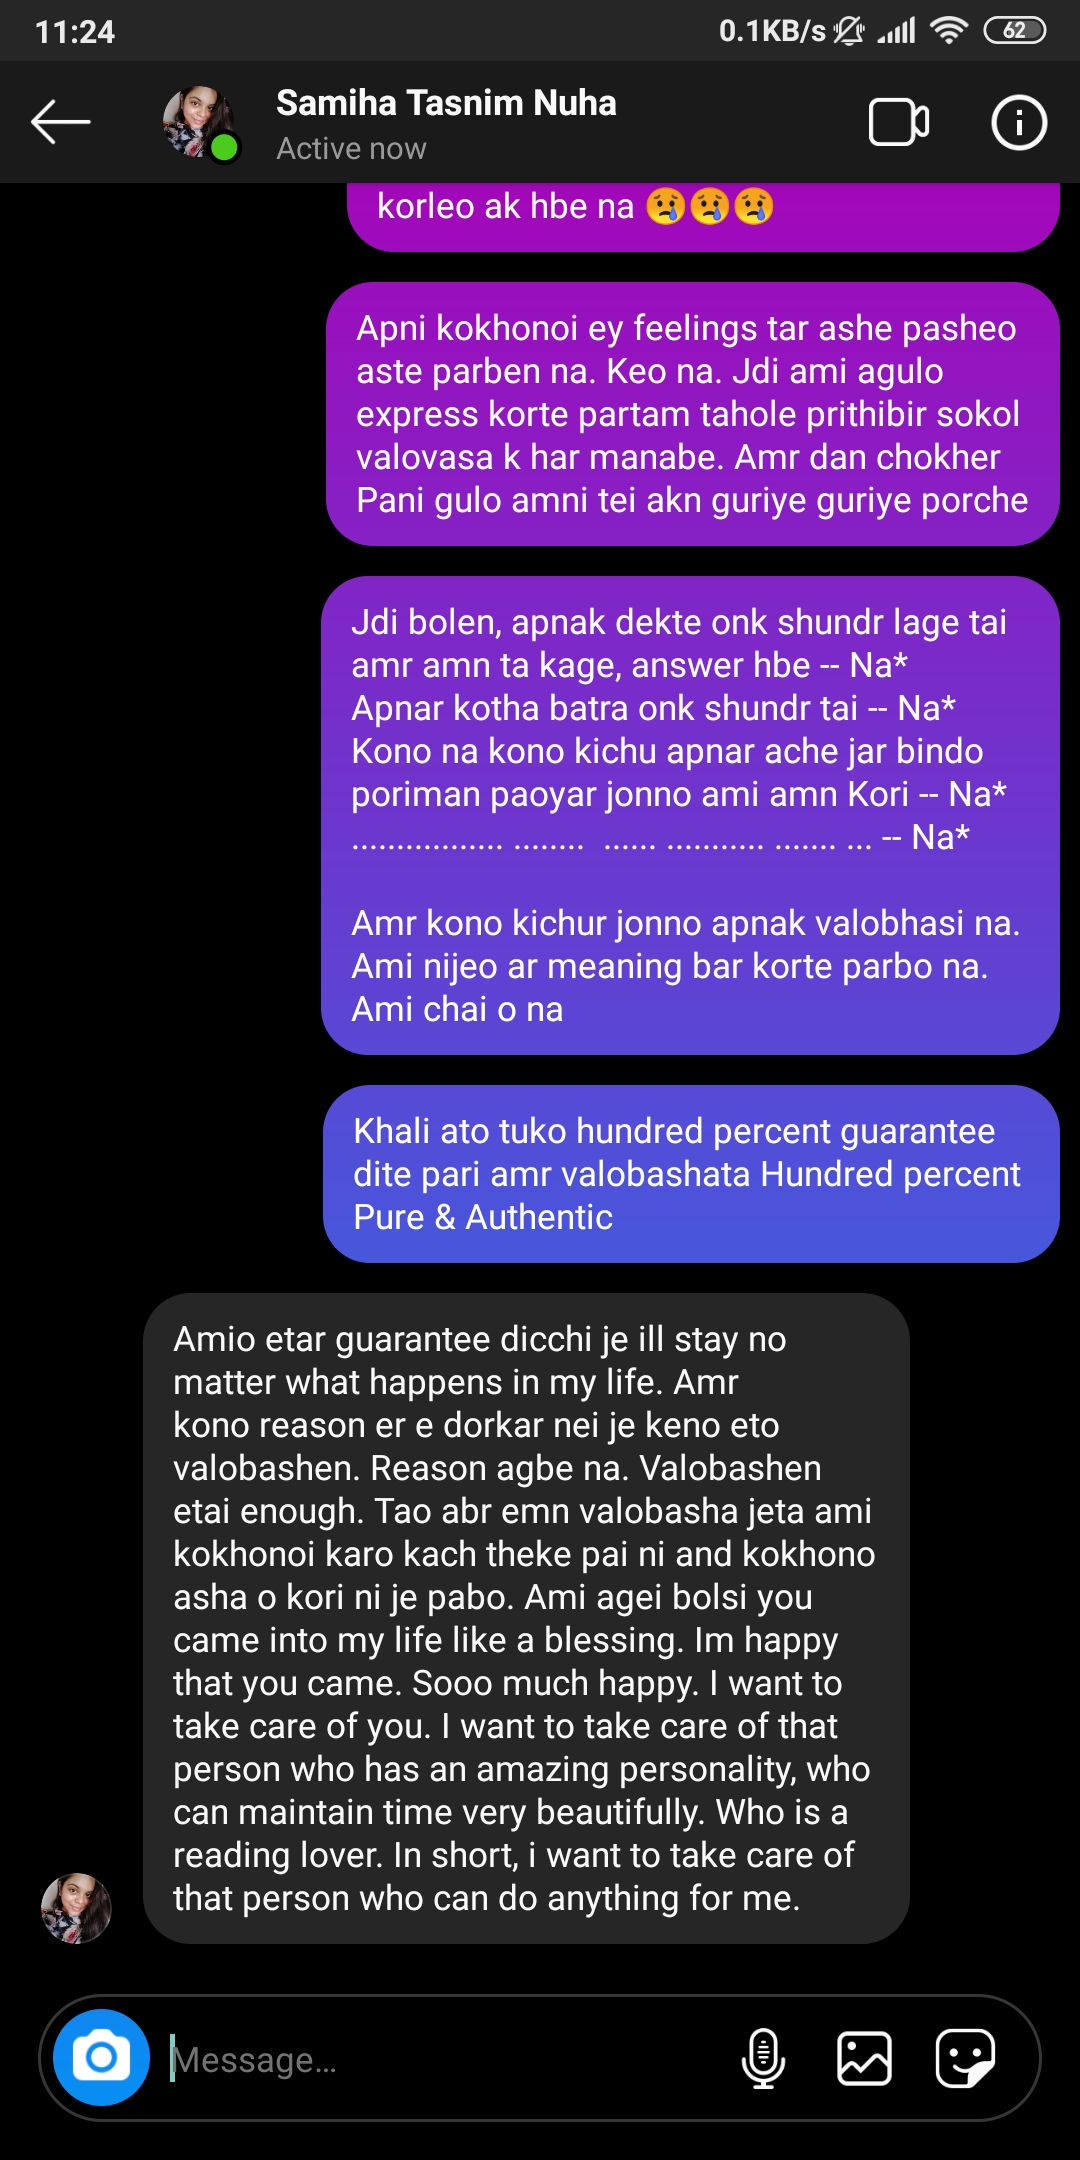 11:24
0.1KB/s
62
Samiha Tasnim Nuha
Active now
korleo ak hbe na 😢😢😢
Apni kokhonoi ey feelings tar ashe pasheo
aste parben na. Keo na. Jdi ami agulo
express korte partam tahole prithibir sokol
valovasa k har manabe. Amr dan chokher
Pani gulo amni tei akn guriye guriye porche
Jdi bolen, apnak dekte onk shundr lage tai
amr amn ta kage, answer hbe -- Na*
Apnar kotha batra onk shundr tai -- Na*
Kono na kono kichu apnar ache jar bindo
poriman paoyar jonno ami amn Kori -- Na*
................. ........  ...... ........... ....... ... -- Na*
Amr kono kichur jonno apnak valobhasi na.
Ami nijeo ar meaning bar korte parbo na.
Ami chai o na
Khali ato tuko hundred percent guarantee
dite pari amr valobashata Hundred percent
Pure & Authentic
Amio etar guarantee dicchi je ill stay no
matter what happens in my life. Amr
kono reason er e dorkar nei je keno eto
valobashen. Reason agbe na. Valobashen
etai enough. Tao abr emn valobasha jeta ami
kokhonoi karo kach theke pai ni and kokhono
asha o kori ni je pabo. Ami agei bolsi you
came into my life like a blessing. Im happy
that you came. Sooo much happy. I want to
take care of you. I want to take care of that
person who has an amazing personality, who
can maintain time very beautifully. Who is a
reading lover. In short, i want to take care of
that person who can do anything for me.
Message...